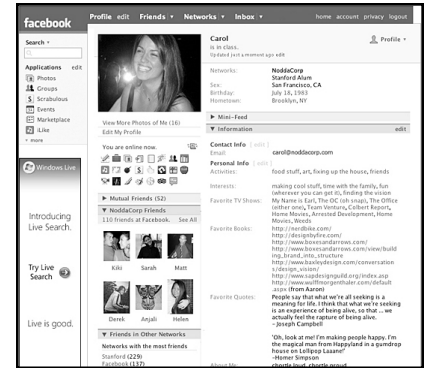 facebook
Profile edit Friends ▼ Networks ▼ Inbox ▼ home account privacy logout
Search ▼
Applications edit
Photos
Groups
Scrabulous
Events
Marketplace
iLike
▼ more
Windows Live
Introducing
Live Search.
Try Live
Search
Live is good.
View More Photos of Me (16)
Edit My Profile
You are online now.
▶ Mutual Friends (52)
▼ NoddaCorp Friends
110 friends at Facebook. See All
Kiki Sarah Matt
Derek Anjali Helen
▼ Friends in Other Networks
Networks with the most friends
Stanford (229)
Facebook (137)
Carol
is in class.
Updated just a moment ago edit
Profile ▼
Networks: NoddaCorp
Stanford Alum
Sex: San Francisco, CA
Birthday: July 18, 1983
Hometown: Brooklyn, NY
▶ Mini-Feed
▼ Information edit
Contact Info [ edit ]
Email: carol@noddacorp.com
Personal Info [ edit ]
Activities: food stuff, art, fixing up the house, friends
Interests: making cool stuff, time with the family, fun
(wherever you can get it), finding the vision
Favorite TV Shows: My Name is Earl, The OC (oh snap), The Office
(either one), Team Venture, Colbert Report,
Home Movies, Arrested Development, Home
Movies, Weeds
Favorite Books: http://nerdbike.com/
http://designbyfire.com/
http://www.boxesandarrows.com/
http://www.boxesandarrows.com/view/build
ing_brand_into_structure
http://www.baxleydesign.com/conversation
s/design_vision/
http://www.sapdesignguild.org/index.asp
http://www.wulffmorgenthaler.com/default
.aspx (from Aaron)
Favorite Quotes: People say that what we're all seeking is a
meaning for life. I think that what we're seeking
is an experience of being alive, so that ... we
actually feel the rapture of being alive.
-Joseph Campbell
'Oh, look at me! I'm making people happy. I'm
the magical man from Happyland in a gumdrop
house on Lollipop Laaane!'
-Homer Simpson
About Me: chortle loud, chortle proud